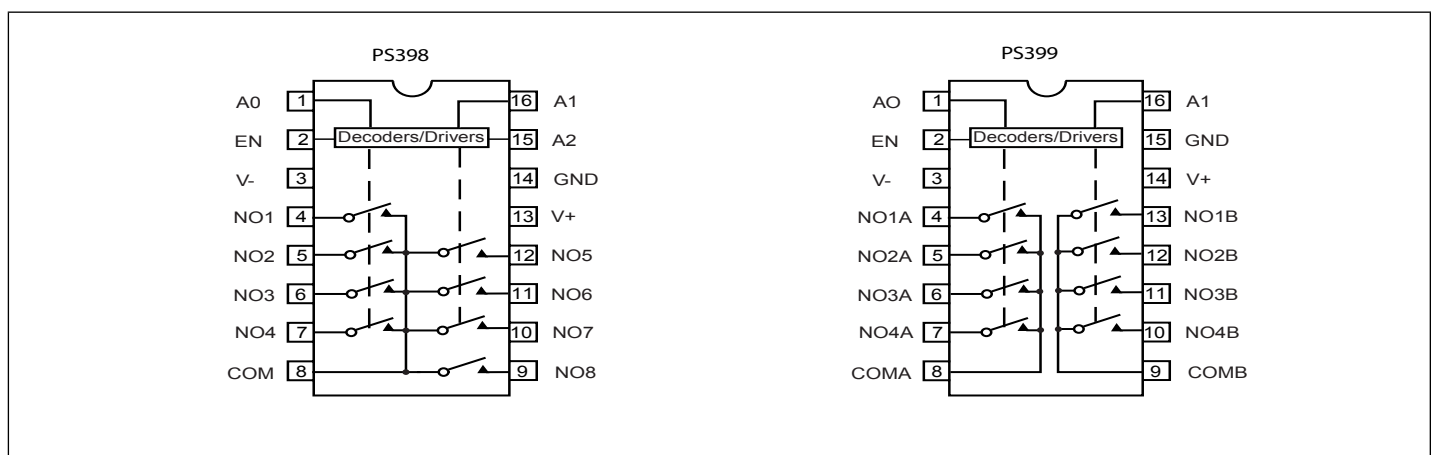 PS398
A0 1 16 A1
EN 2 Decoders/Drivers 15 A2
V- 3 14 GND
NO1 4 13 V+
NO2 5 12 NO5
NO3 6 11 NO6
NO4 7 10 NO7
COM 8 9 NO8
PS399
AO 1 16 A1
EN 2 Decoders/Drivers 15 GND
V- 3 14 V+
NO1A 4 13 NO1B
NO2A 5 12 NO2B
NO3A 6 11 NO3B
NO4A 7 10 NO4B
COMA 8 9 COMB